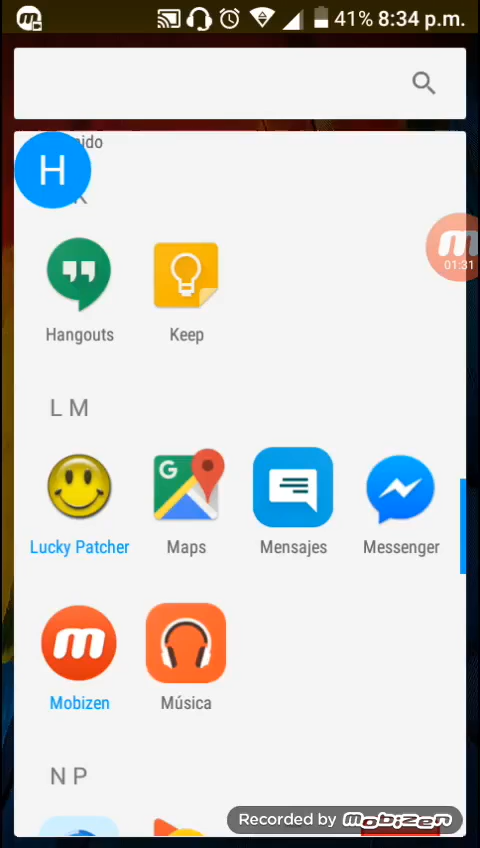 41% 8:34 p.m.
H
Hangouts Keep
01:31
L M
Lucky Patcher Maps Mensajes Messenger
Mobizen Música
N P
Recorded by mobizen